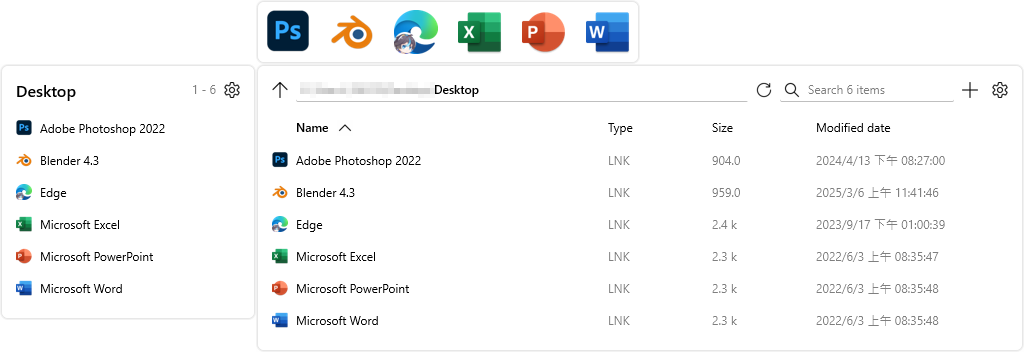 Ps X P W
Desktop 1 - 6
Adobe Photoshop 2022
Blender 4.3
Edge
Microsoft Excel
Microsoft PowerPoint
Microsoft Word
Desktop Search 6 items
Name Type Size Modified date
Adobe Photoshop 2022 LNK 904.0 2024/4/13 下午 08:27:00
Blender 4.3 LNK 959.0 2025/3/6 上午 11:41:46
Edge LNK 2.4 k 2023/9/17 下午 01:00:39
Microsoft Excel LNK 2.3 k 2022/6/3 上午 08:35:47
Microsoft PowerPoint LNK 2.3 k 2022/6/3 上午 08:35:48
Microsoft Word LNK 2.3 k 2022/6/3 上午 08:35:48